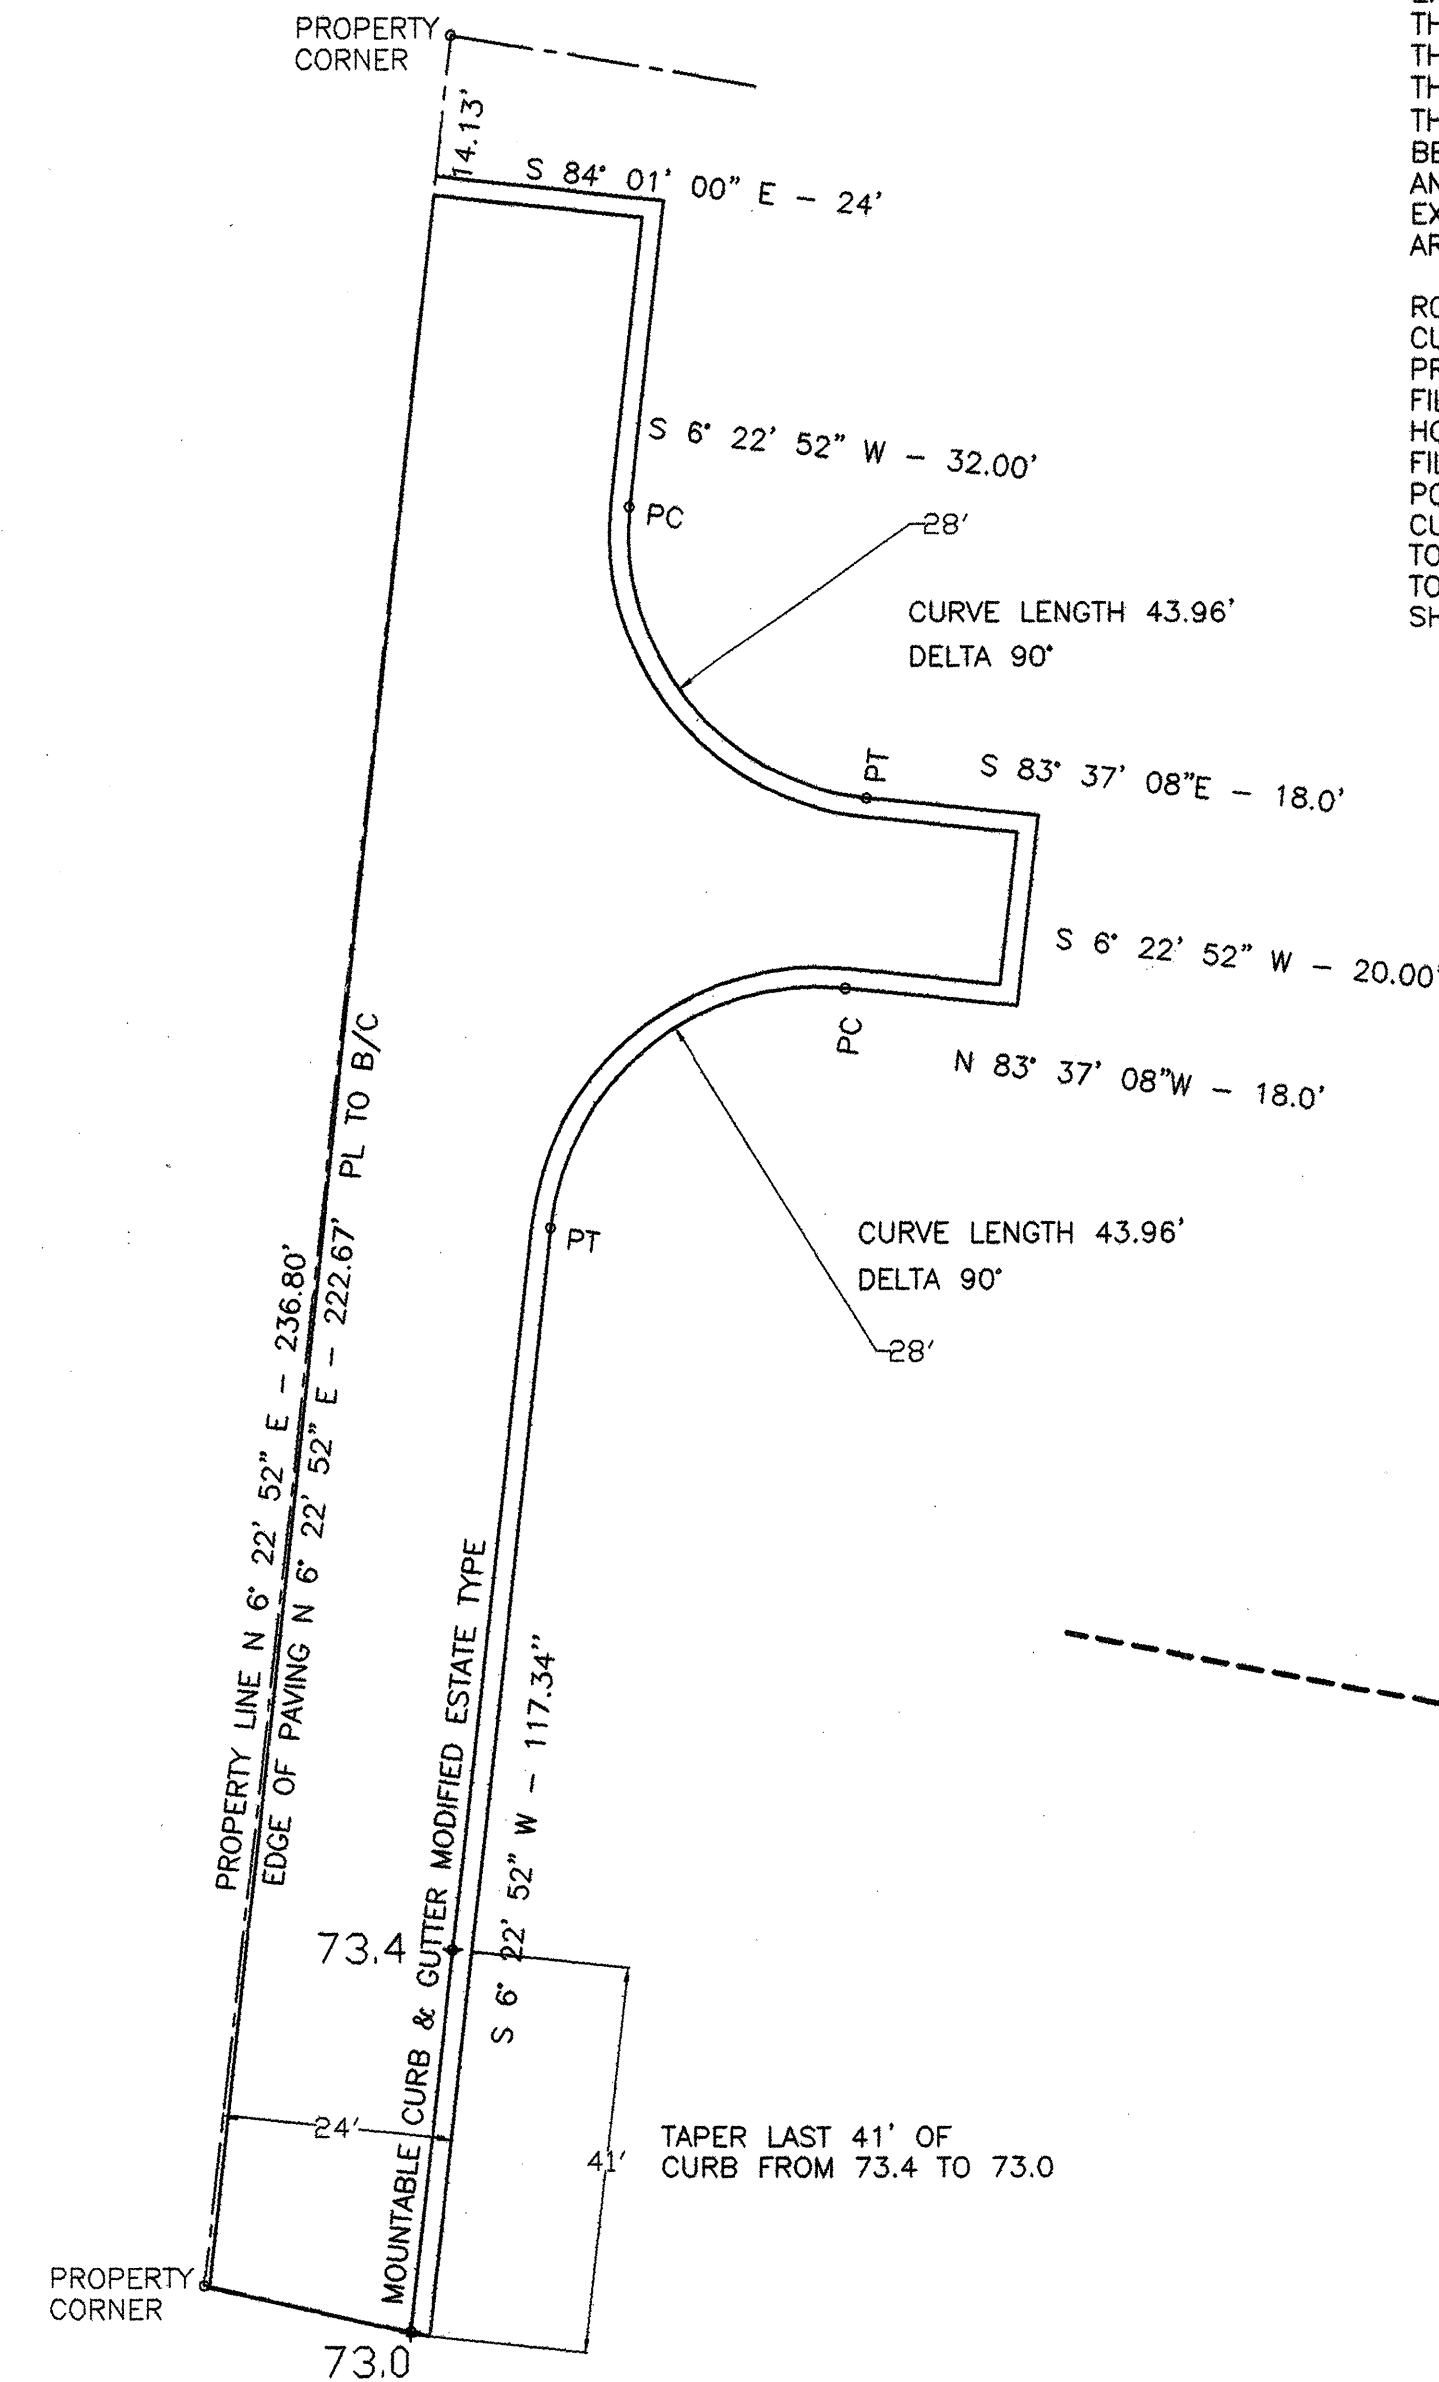 PROPERTY
CORNER
14.13'
S 84° 01' 00" E - 24'
S 6° 22' 52" W - 32.00'
PC
28'
CURVE LENGTH 43.96'
DELTA 90°
PT
S 83° 37' 08"E - 18.0'
S 6° 22' 52" W - 20.00'
PC
N 83° 37' 08"W - 18.0'
PT
CURVE LENGTH 43.96'
DELTA 90°
28'
PROPERTY LINE N 6° 22' 52" E - 236.80'
EDGE OF PAVING N 6° 22' 52" E - 222.67' PL TO B/C
MOUNTABLE CURB & GUTTER MODIFIED ESTATE TYPE
S 6° 22' 52" W - 117.34"
73.4
24'
41'
TAPER LAST 41' OF
CURB FROM 73.4 TO 73.0
PROPERTY
CORNER
73.0